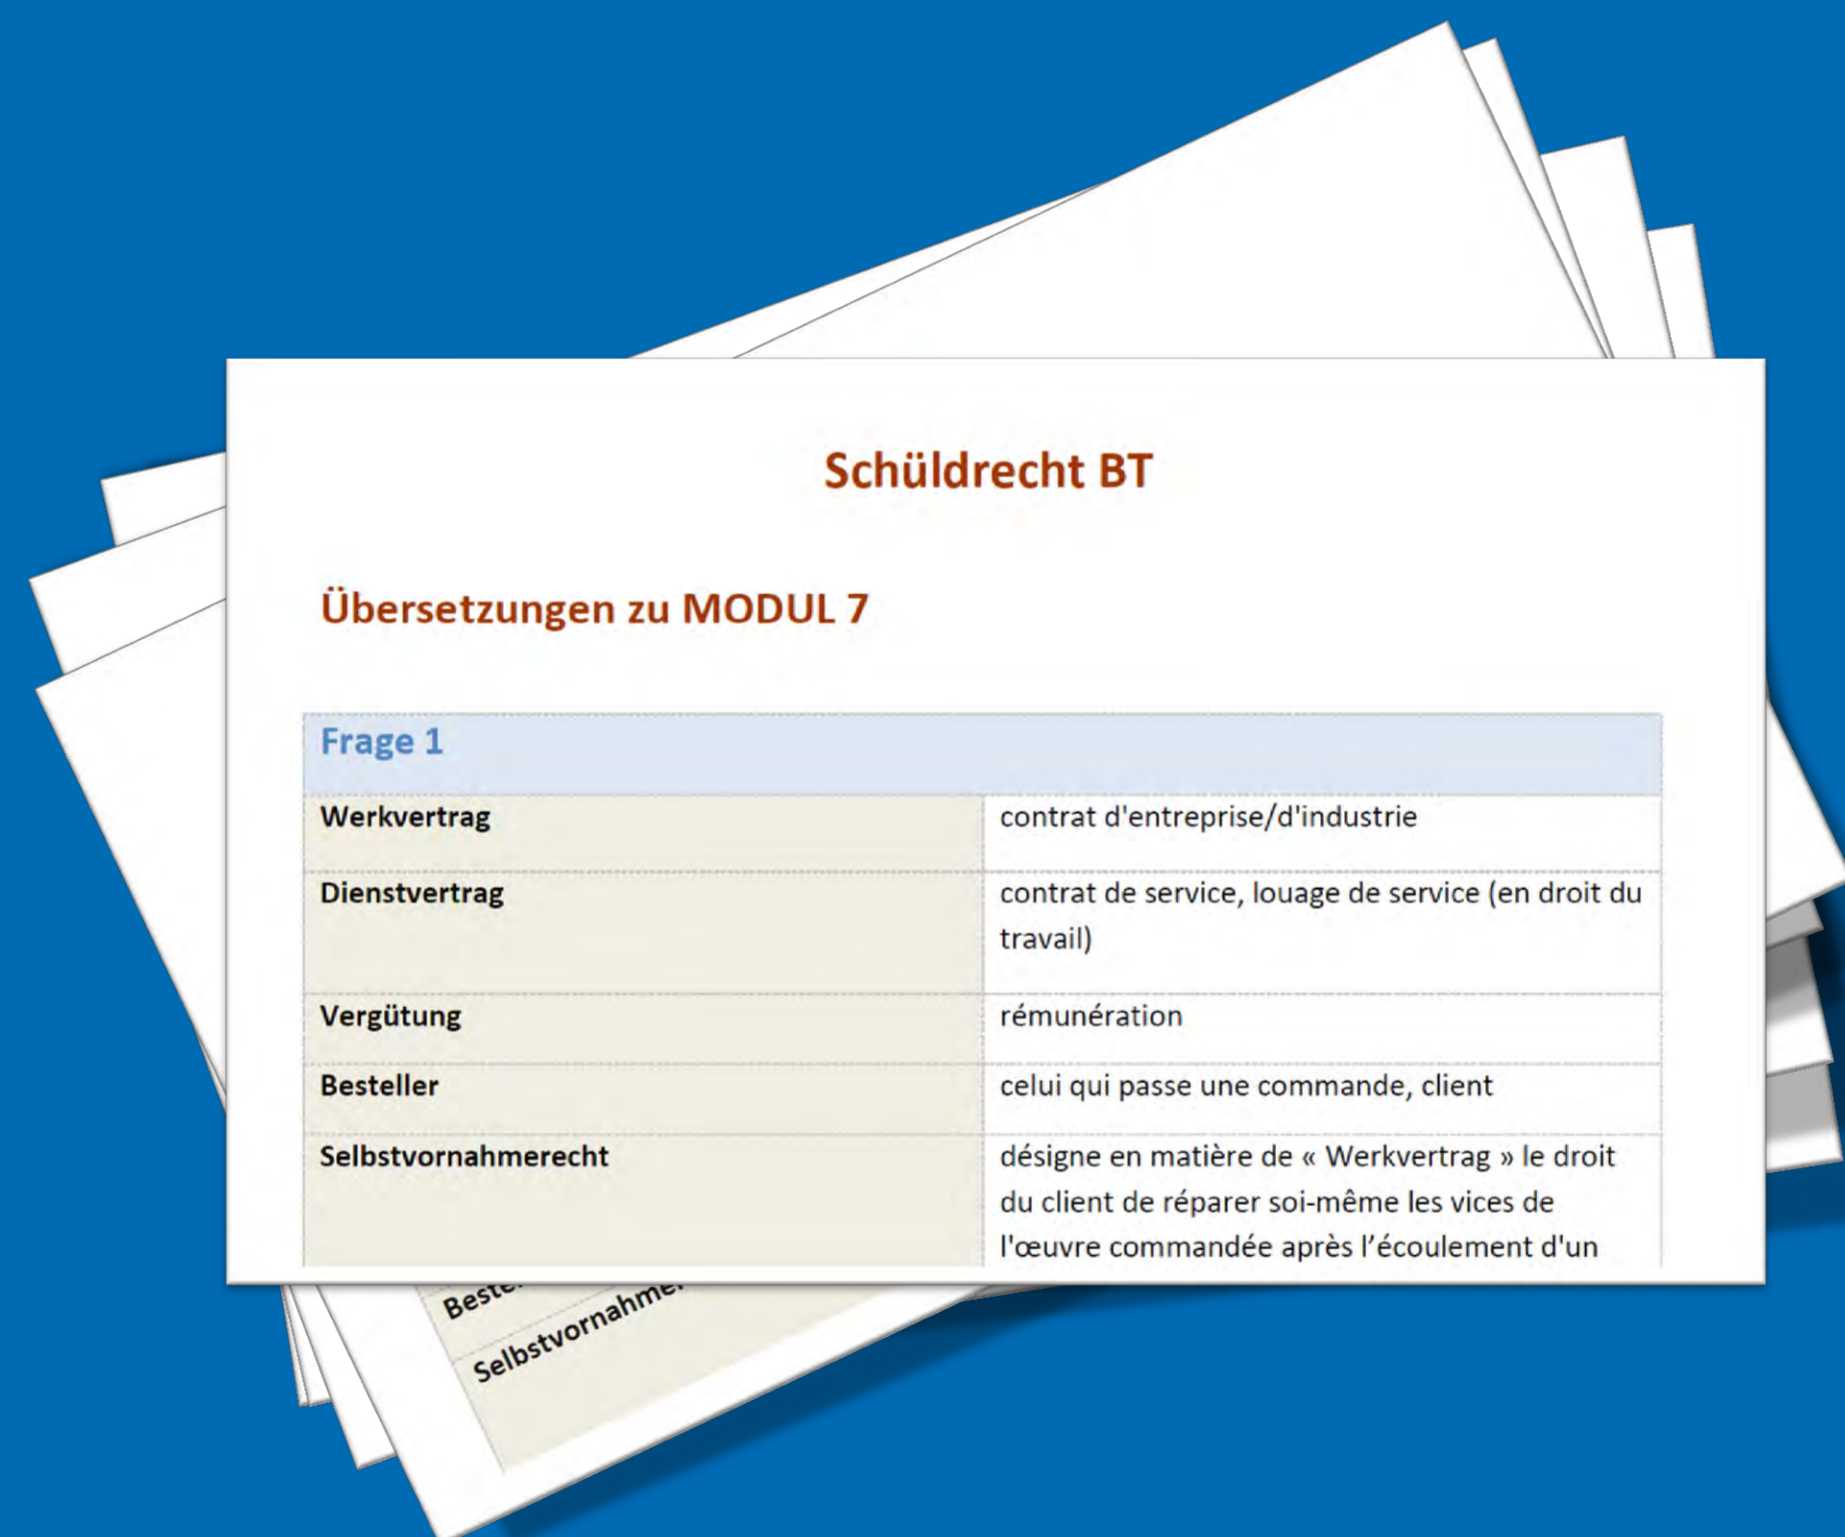 Schüldrecht BT
Übersetzungen zu MODUL 7
Frage 1
Werkvertrag
contrat d'entreprise/d'industrie
Dienstvertrag
contrat de service, louage de service (en droit du
travail)
Vergütung
rémunération
Besteller
celui qui passe une commande, client
Selbstvornahmerecht
désigne en matière de « Werkvertrag » le droit
du client de réparer soi-même les vices de
l'œuvre commandée après l’écoulement d'un